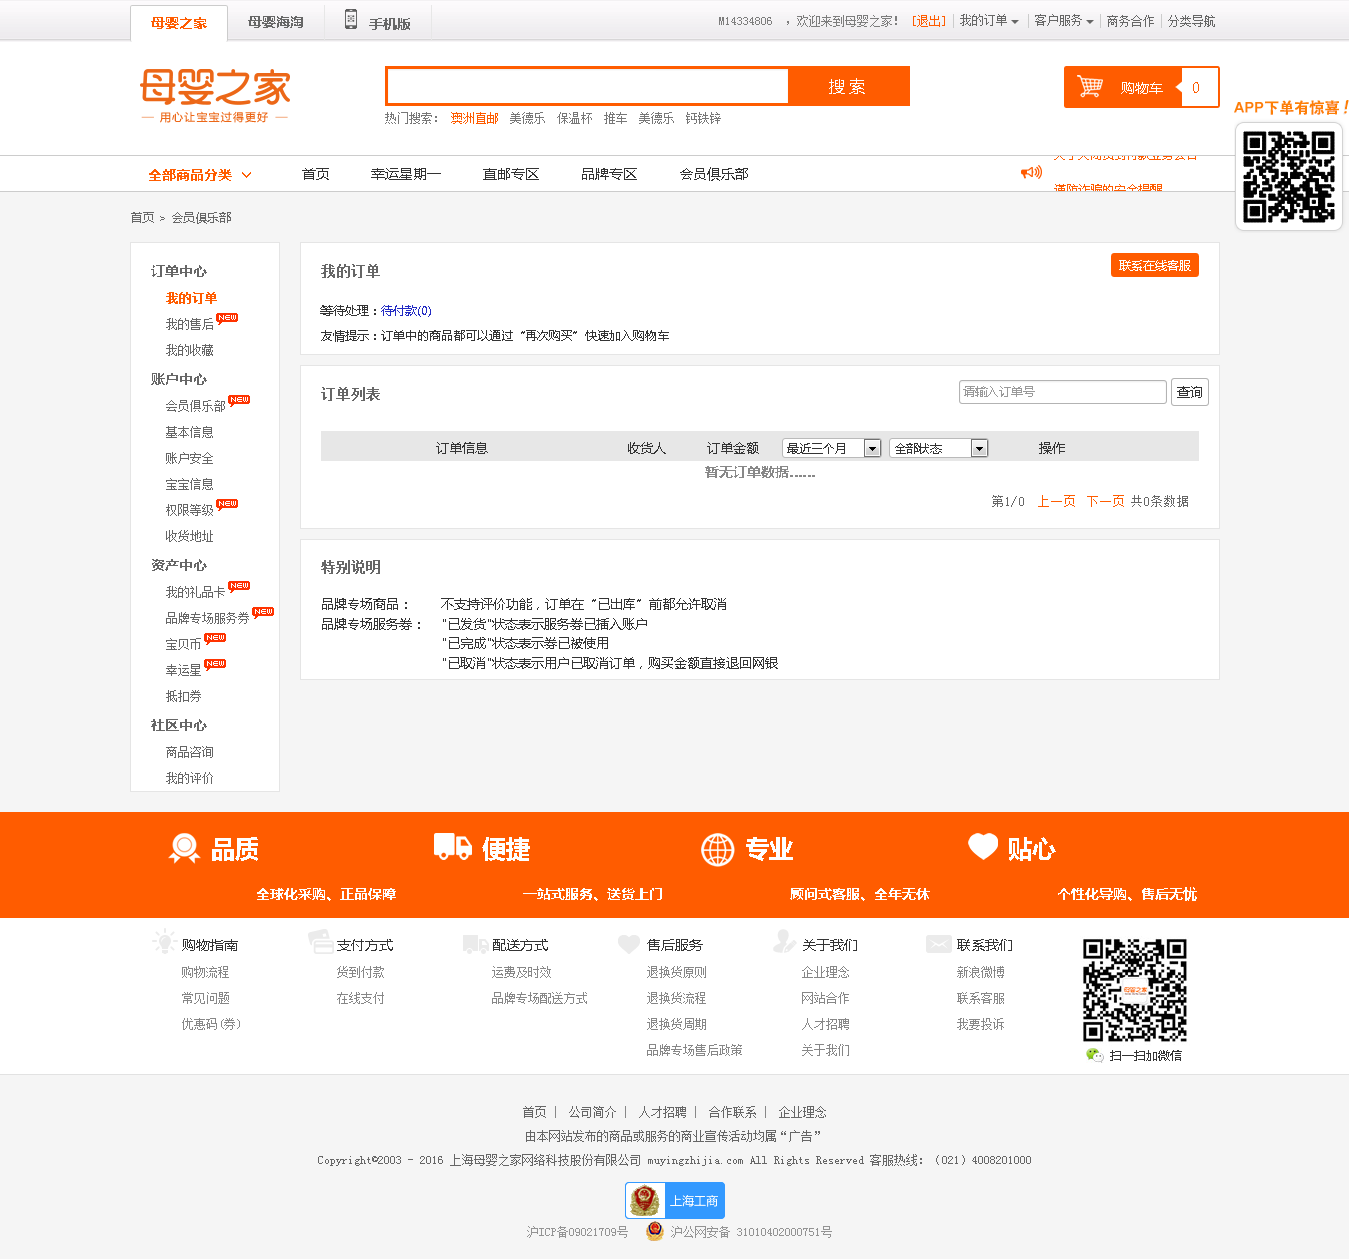 母婴之家 母婴海淘 手机版 M14334806 ，欢迎来到母婴之家！ [退出] 我的订单 客户服务 商务合作 分类导航
母婴之家
用心让宝宝过得更好
搜 索
购物车 0
热门搜索： 澳洲直邮 美德乐 保温杯 推车 美德乐 钙铁锌
APP下单有惊喜！
全部商品分类 首页 幸运星期一 直邮专区 品牌专区 会员俱乐部
谨防诈骗的安全提醒
首页 > 会员俱乐部
订单中心
我的订单
我的售后 NEW
我的收藏
账户中心
会员俱乐部 NEW
基本信息
账户安全
宝宝信息
权限等级 NEW
收货地址
资产中心
我的礼品卡 NEW
品牌专场服务券 NEW
宝贝币 NEW
幸运星 NEW
抵扣券
社区中心
商品咨询
我的评价
我的订单 联系在线客服
等待处理：待付款(0)
友情提示：订单中的商品都可以通过“再次购买”快速加入购物车
订单列表 请输入订单号 查询
订单信息 收货人 订单金额 最近三个月 全部状态 操作
暂无订单数据......
第1/0 上一页 下一页 共0条数据
特别说明
品牌专场商品： 不支持评价功能，订单在“已出库”前都允许取消
品牌专场服务券： "已发货"状态表示服务券已插入账户
"已完成"状态表示券已被使用
"已取消"状态表示用户已取消订单，购买金额直接退回网银
品质 便捷 专业 贴心
全球化采购、正品保障 一站式服务、送货上门 顾问式客服、全年无休 个性化导购、售后无忧
购物指南
购物流程
常见问题
优惠码(券)
支付方式
货到付款
在线支付
配送方式
运费及时效
品牌专场配送方式
售后服务
退换货原则
退换货流程
退换货周期
品牌专场售后政策
关于我们
企业理念
网站合作
人才招聘
关于我们
联系我们
新浪微博
联系客服
我要投诉
母婴之家
扫一扫加微信
首页 | 公司简介 | 人才招聘 | 合作联系 | 企业理念
由本网站发布的商品或服务的商业宣传活动均属“广告”
Copyright©2003 - 2016 上海母婴之家网络科技股份有限公司 muyingzhijia.com All Rights Reserved 客服热线：（021）4008201000
上海工商
沪ICP备09021709号 沪公网安备 31010402000751号